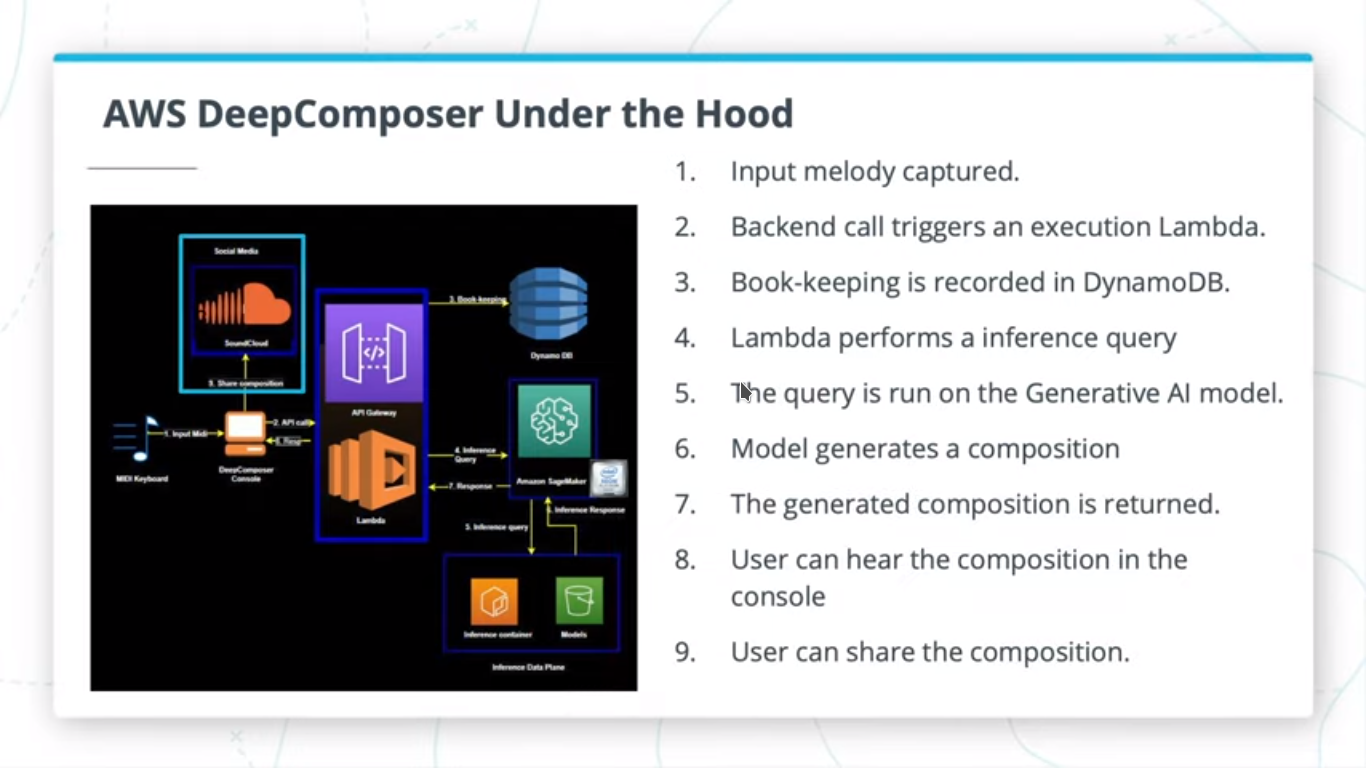 AWS DeepComposer Under the Hood
Social Media
SoundCloud
9. Share composition
1. Input Midi
MIDI Keyboard
DeepComposer
Console
2. API call
8. Resp
API Gateway
Lambda
3. Book-keeping
Dynamo DB
4. Inference
Query
7. Response
Amazon SageMaker
5. Inference query
6. Inference Response
Inference container
Models
Inference Data Plane
1. Input melody captured.
2. Backend call triggers an execution Lambda.
3. Book-keeping is recorded in DynamoDB.
4. Lambda performs a inference query
5. The query is run on the Generative AI model.
6. Model generates a composition
7. The generated composition is returned.
8. User can hear the composition in the
console
9. User can share the composition.